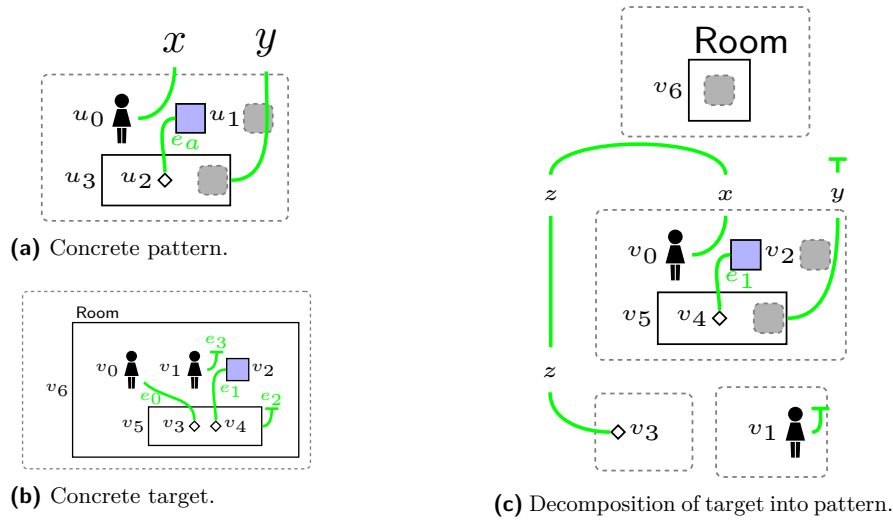 x y
u0 u1
ea
u3 u2
(a) Concrete pattern.
Room
v0 v1 e3 v2
v6 e0 e1 e2
v5 v3 v4
(b) Concrete target.
Room
v6
z x y
v0 v2
e1
v5 v4
z
v3 v1
(c) Decomposition of target into pattern.